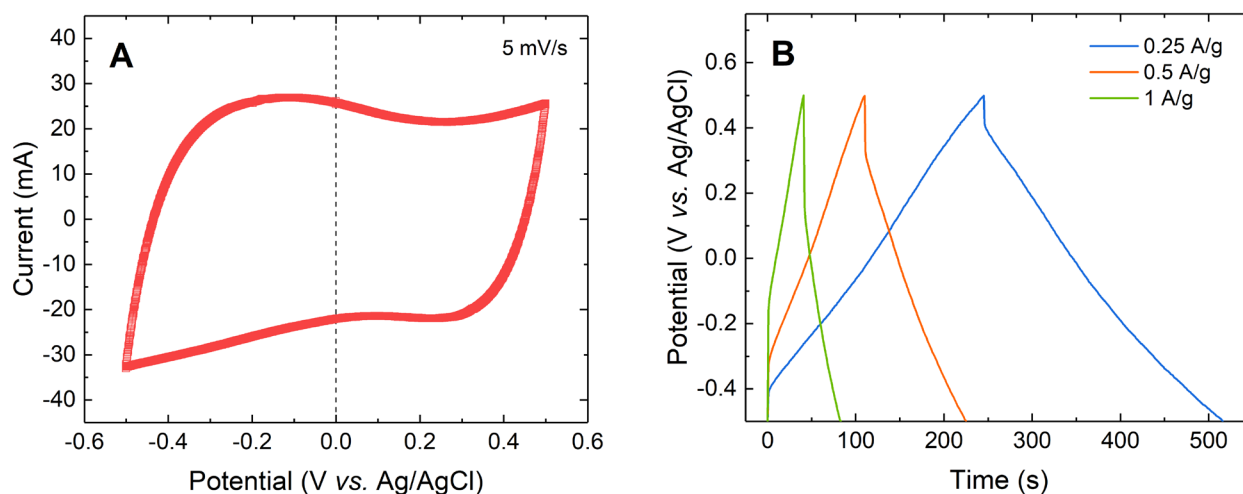 A
5 mV/s
Current (mA)
40
30
20
10
0
-10
-20
-30
-40
-0.6
-0.4
-0.2
0.0
0.2
0.4
0.6
Potential (V vs. Ag/AgCl)
B
0.25 A/g
0.5 A/g
1 A/g
Potential (V vs. Ag/AgCl)
0.6
0.4
0.2
0.0
-0.2
-0.4
0
100
200
300
400
500
Time (s)